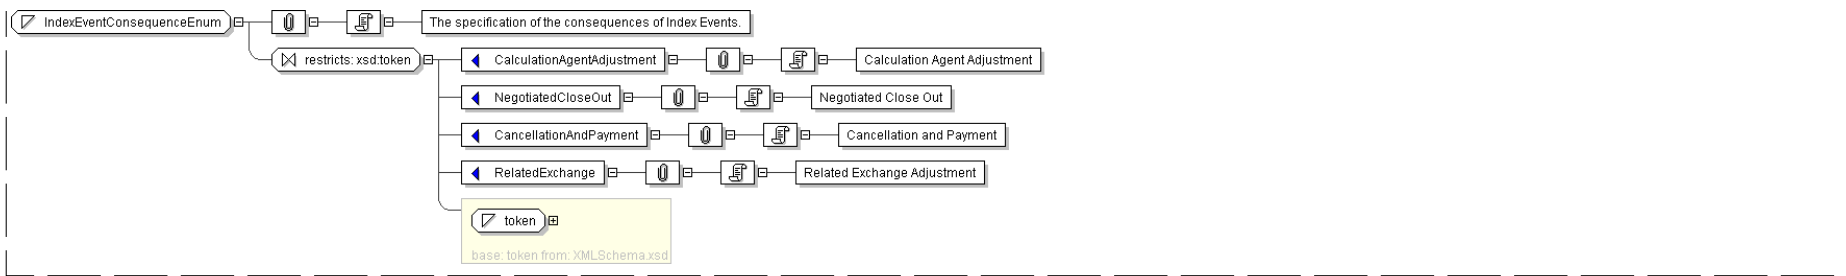 IndexEventConsequenceEnum The specification of the consequences of Index Events.
restricts: xsd:token CalculationAgentAdjustment Calculation Agent Adjustment
NegotiatedCloseOut Negotiated Close Out
CancellationAndPayment Cancellation and Payment
RelatedExchange Related Exchange Adjustment
token
base: token from: XMLSchema.xsd